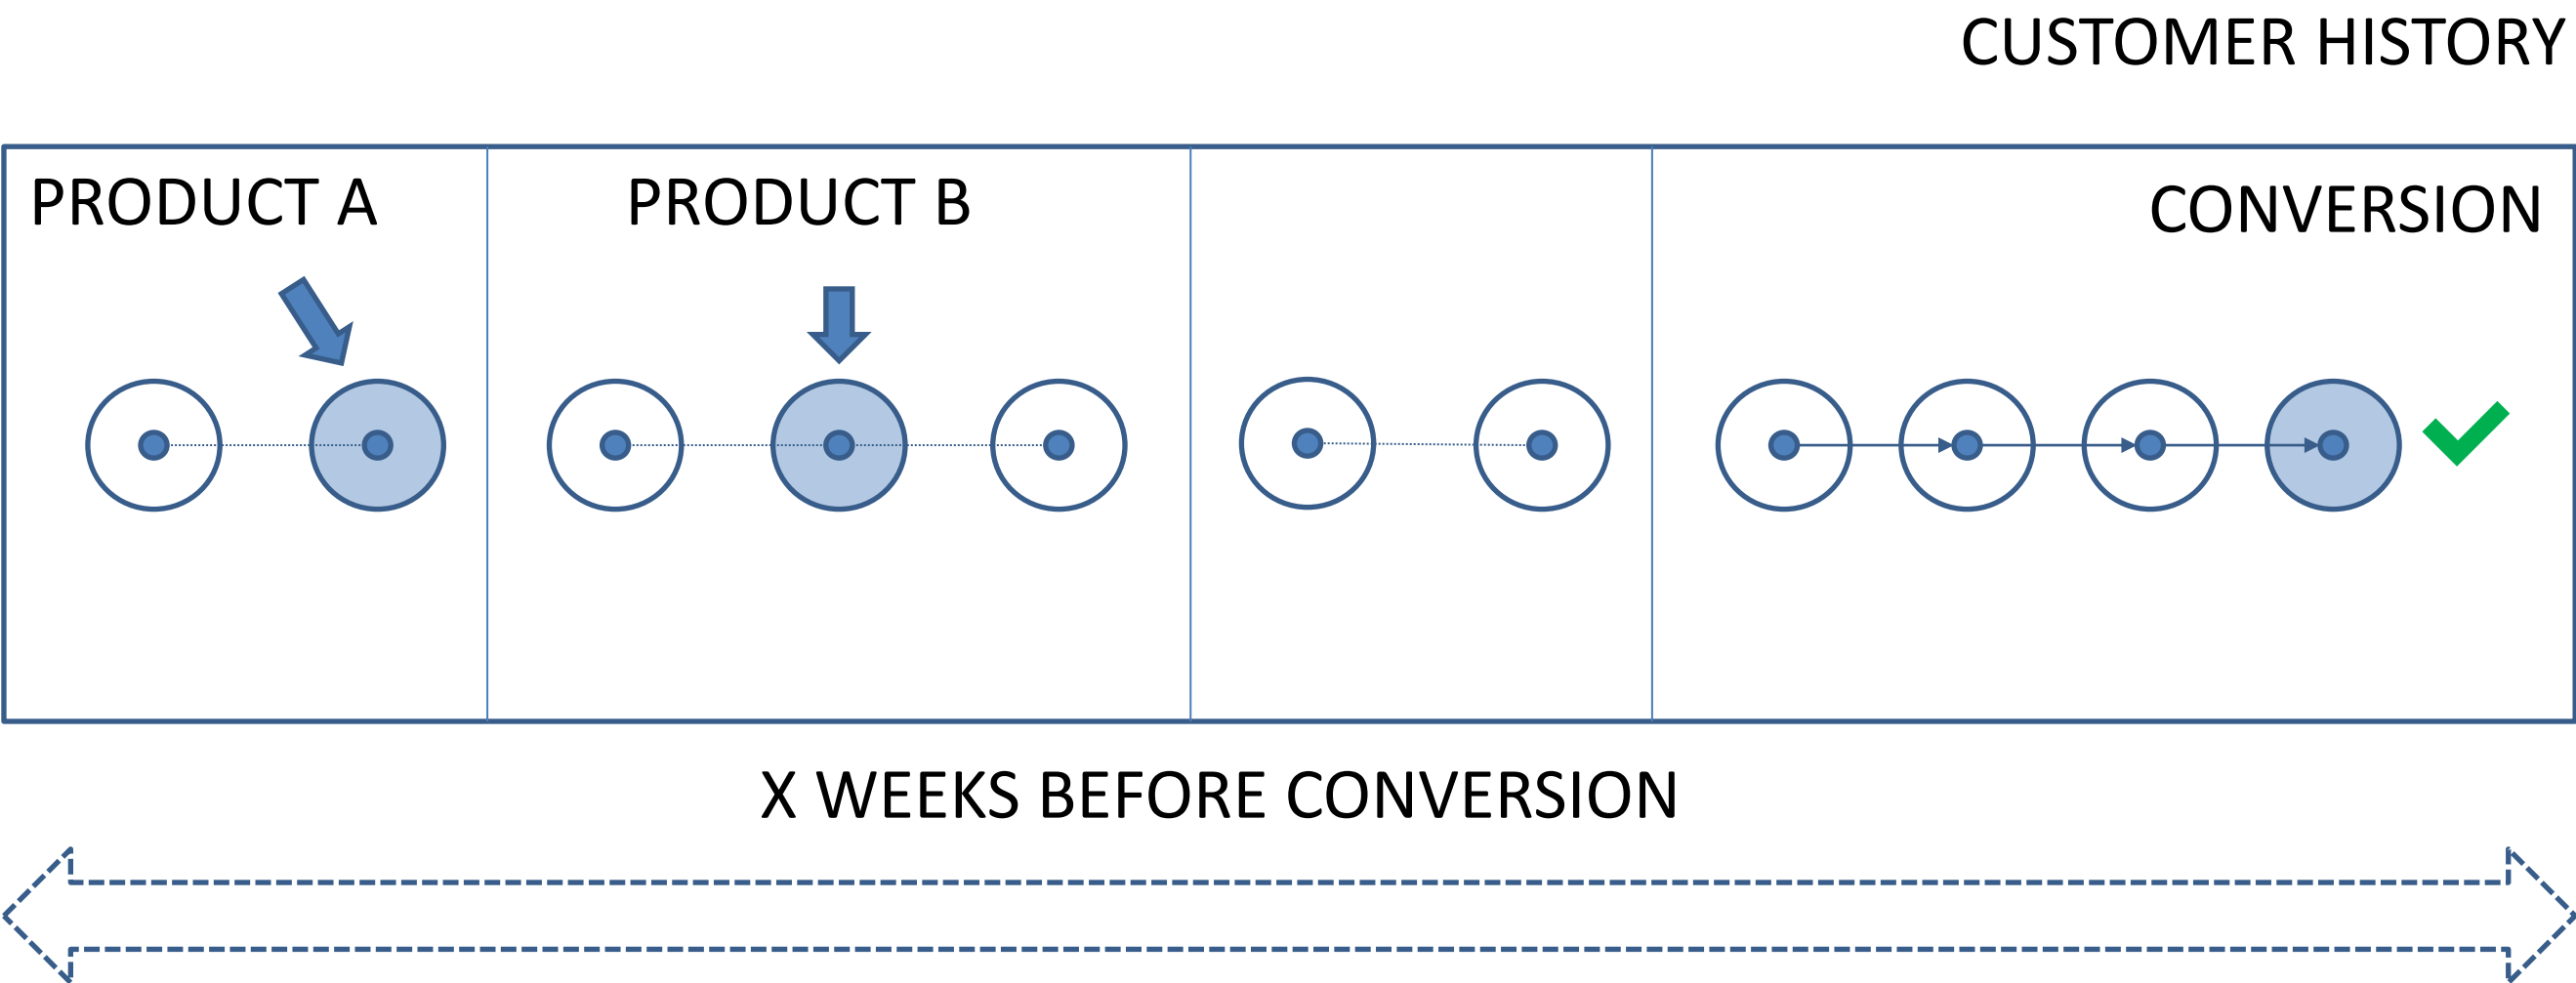 CUSTOMER HISTORY
PRODUCT A
PRODUCT B
CONVERSION
X WEEKS BEFORE CONVERSION